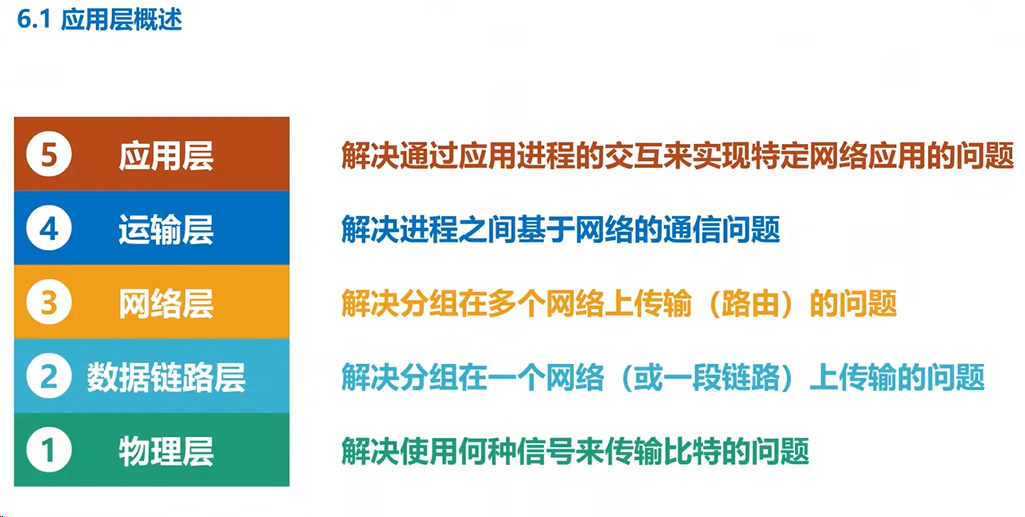 6.1 应用层概述
5 应用层 解决通过应用进程的交互来实现特定网络应用的问题
4 运输层 解决进程之间基于网络的通信问题
3 网络层 解决分组在多个网络上传输（路由）的问题
2 数据链路层 解决分组在一个网络（或一段链路）上传输的问题
1 物理层 解决使用何种信号来传输比特的问题